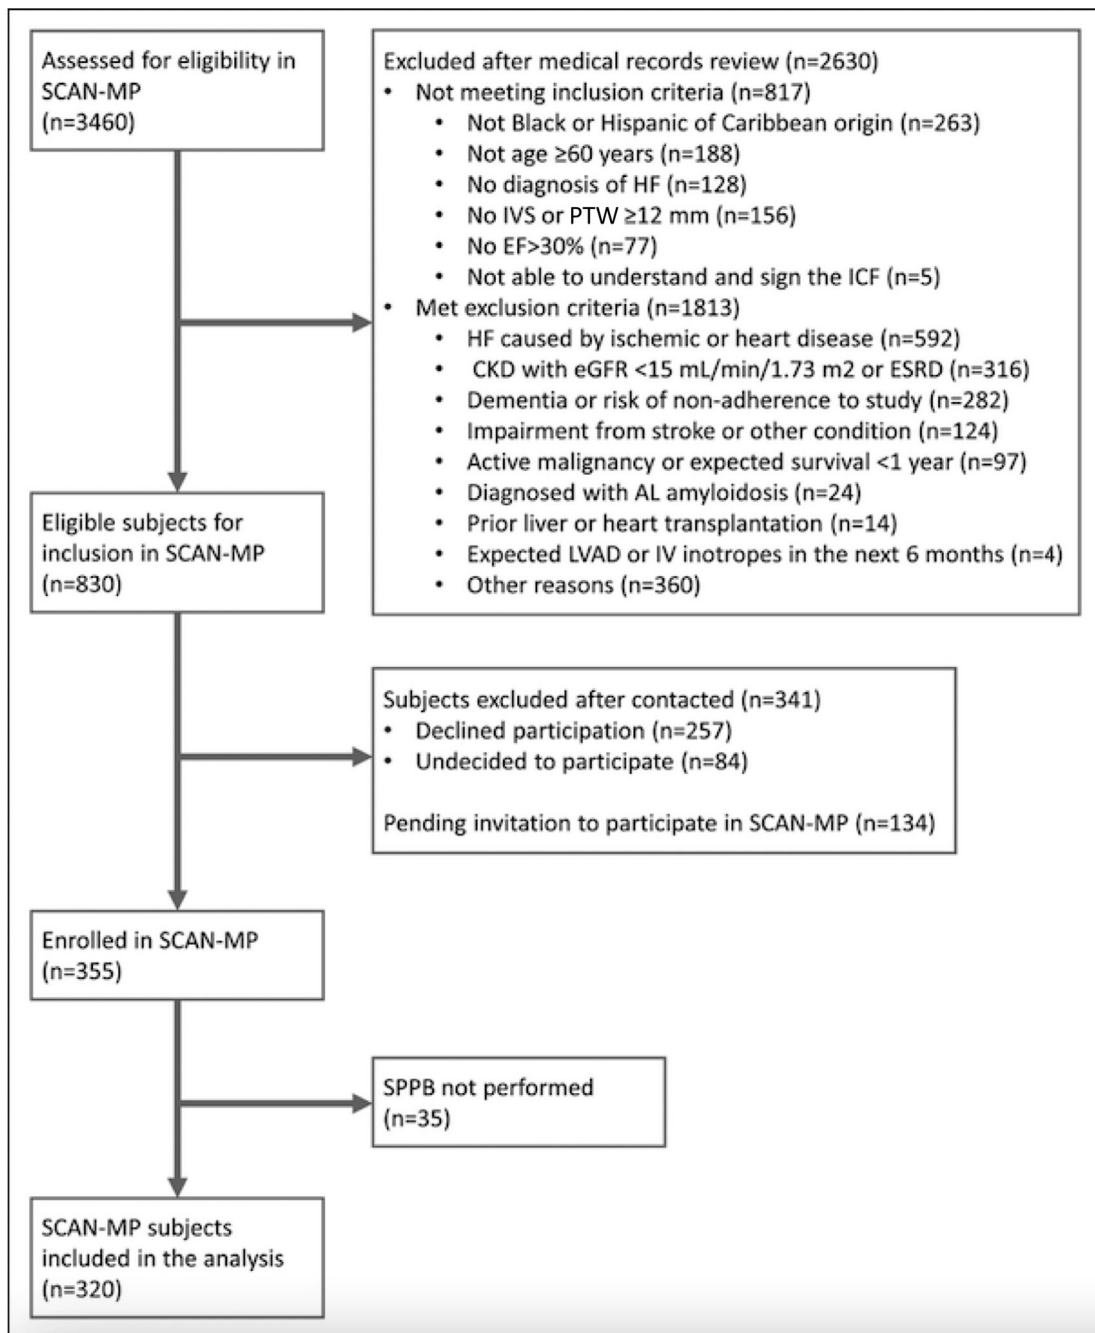 Assessed for eligibility in
SCAN-MP
(n=3460)
Excluded after medical records review (n=2630)
• Not meeting inclusion criteria (n=817)
• Not Black or Hispanic of Caribbean origin (n=263)
• Not age ≥60 years (n=188)
• No diagnosis of HF (n=128)
• No IVS or PTW ≥12 mm (n=156)
• No EF>30% (n=77)
• Not able to understand and sign the ICF (n=5)
• Met exclusion criteria (n=1813)
• HF caused by ischemic or heart disease (n=592)
• CKD with eGFR <15 mL/min/1.73 m2 or ESRD (n=316)
• Dementia or risk of non-adherence to study (n=282)
• Impairment from stroke or other condition (n=124)
• Active malignancy or expected survival <1 year (n=97)
• Diagnosed with AL amyloidosis (n=24)
• Prior liver or heart transplantation (n=14)
• Expected LVAD or IV inotropes in the next 6 months (n=4)
• Other reasons (n=360)
Eligible subjects for
inclusion in SCAN-MP
(n=830)
Subjects excluded after contacted (n=341)
• Declined participation (n=257)
• Undecided to participate (n=84)
Pending invitation to participate in SCAN-MP (n=134)
Enrolled in SCAN-MP
(n=355)
SPPB not performed
(n=35)
SCAN-MP subjects
included in the analysis
(n=320)